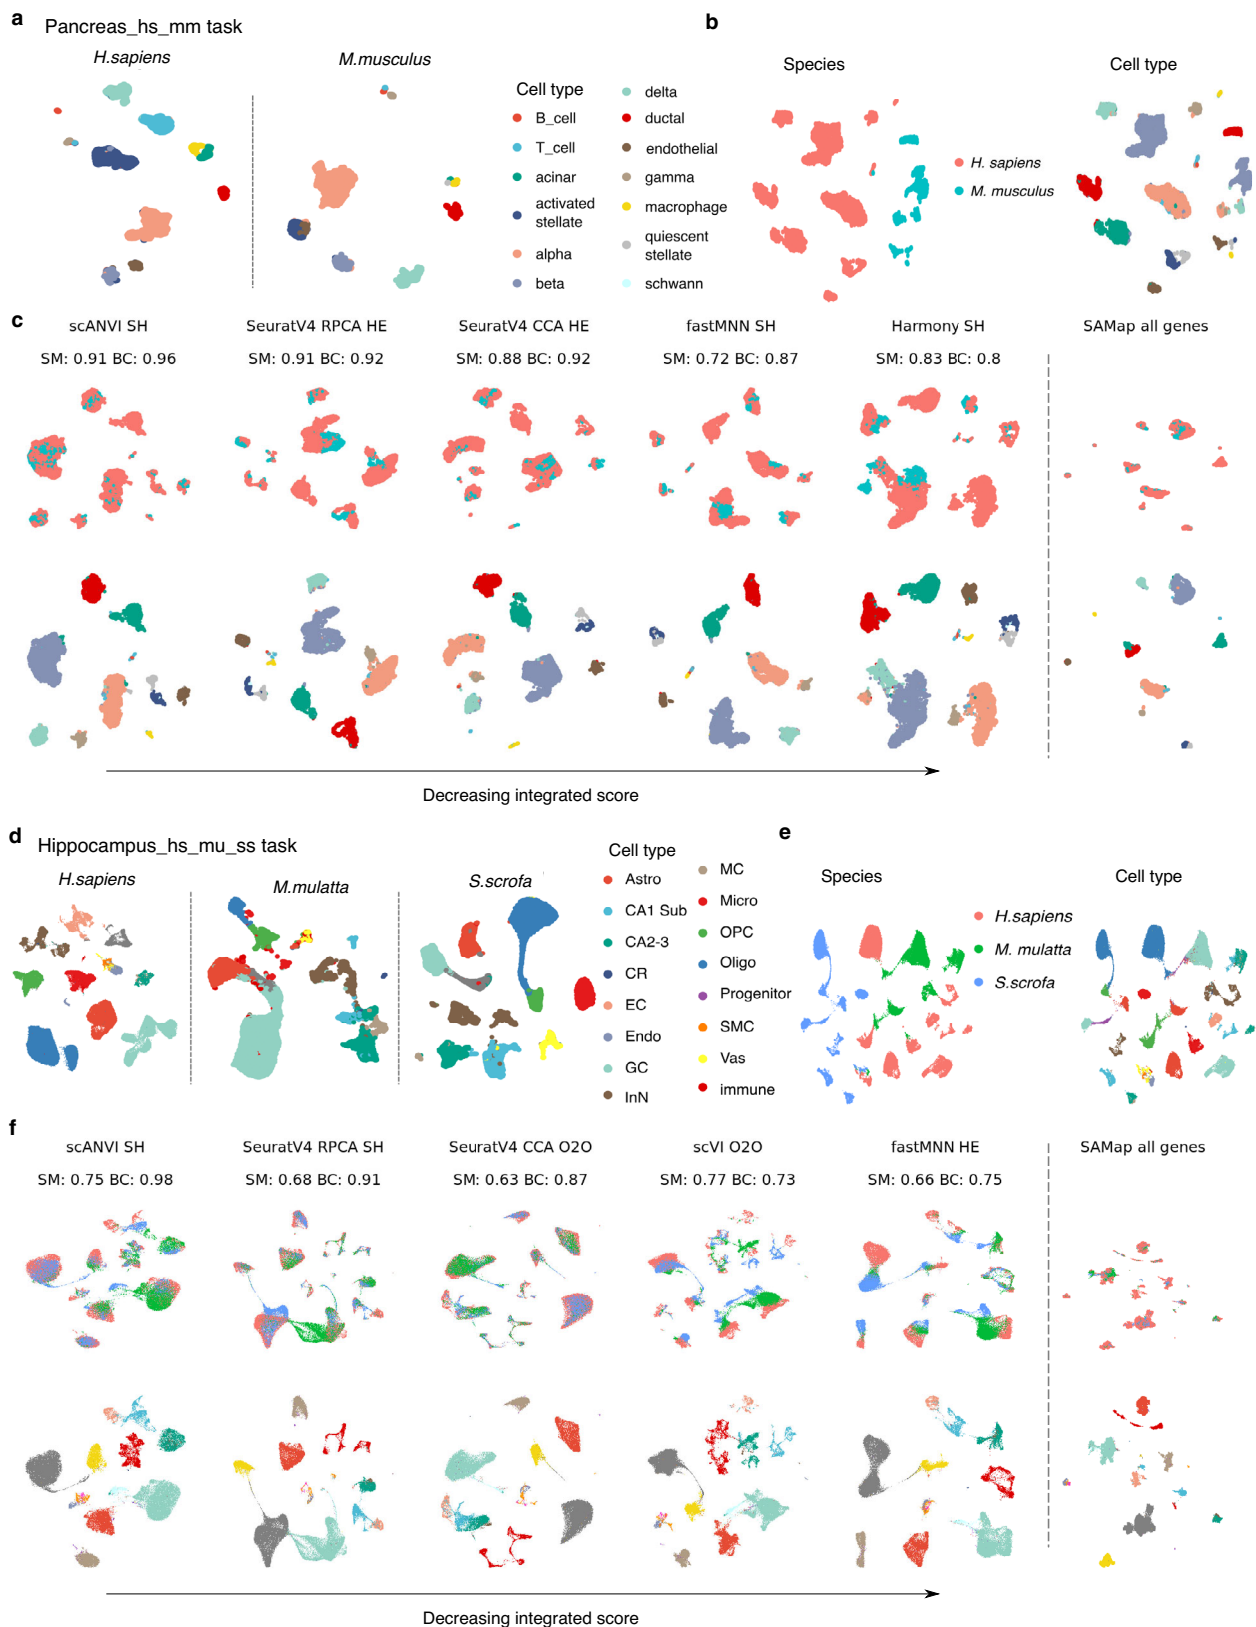 a Pancreas_hs_mm task
H.sapiens
M.musculus
Cell type
B_cell
T_cell
acinar
activated
stellate
alpha
beta
delta
ductal
endothelial
gamma
macrophage
quiescent
stellate
schwann
b
Species
Cell type
H. sapiens
M. musculus
c
scANVI SH
SM: 0.91 BC: 0.96
SeuratV4 RPCA HE
SM: 0.91 BC: 0.92
SeuratV4 CCA HE
SM: 0.88 BC: 0.92
fastMNN SH
SM: 0.72 BC: 0.87
Harmony SH
SM: 0.83 BC: 0.8
SAMap all genes
Decreasing integrated score
d Hippocampus_hs_mu_ss task
H.sapiens
M.mulatta
S.scrofa
Cell type
Astro
CA1 Sub
CA2-3
CR
EC
Endo
GC
InN
MC
Micro
OPC
Oligo
Progenitor
SMC
Vas
immune
e
Species
Cell type
H.sapiens
M. mulatta
S.scrofa
f
scANVI SH
SM: 0.75 BC: 0.98
SeuratV4 RPCA SH
SM: 0.68 BC: 0.91
SeuratV4 CCA O2O
SM: 0.63 BC: 0.87
scVI O2O
SM: 0.77 BC: 0.73
fastMNN HE
SM: 0.66 BC: 0.75
SAMap all genes
Decreasing integrated score